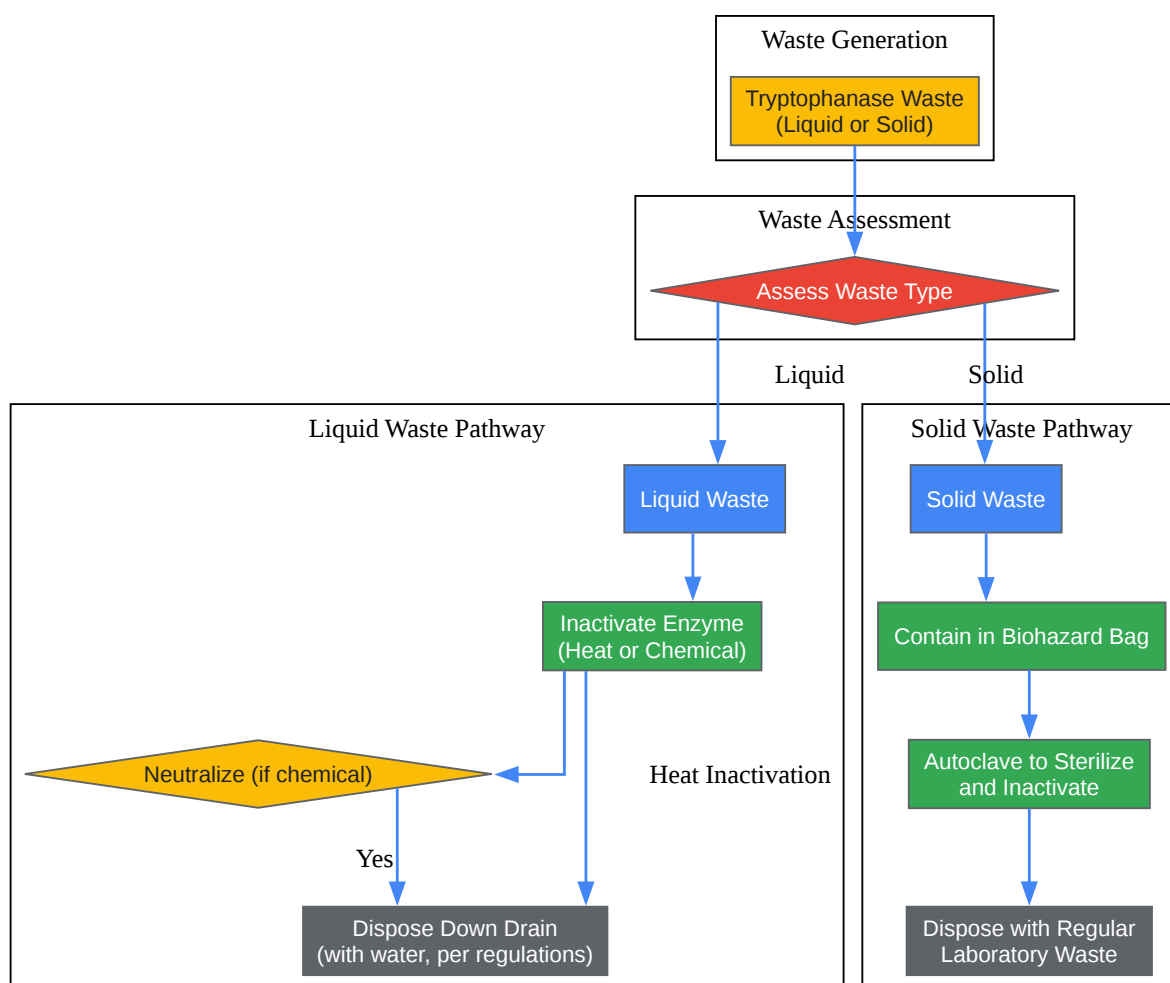 Waste Generation
Tryptophanase Waste
(Liquid or Solid)
Waste Assessment
Assess Waste Type
Liquid
Solid
Liquid Waste Pathway
Liquid Waste
Inactivate Enzyme
(Heat or Chemical)
Neutralize (if chemical)
Heat Inactivation
Yes
Dispose Down Drain
(with water, per regulations)
Solid Waste Pathway
Solid Waste
Contain in Biohazard Bag
Autoclave to Sterilize
and Inactivate
Dispose with Regular
Laboratory Waste